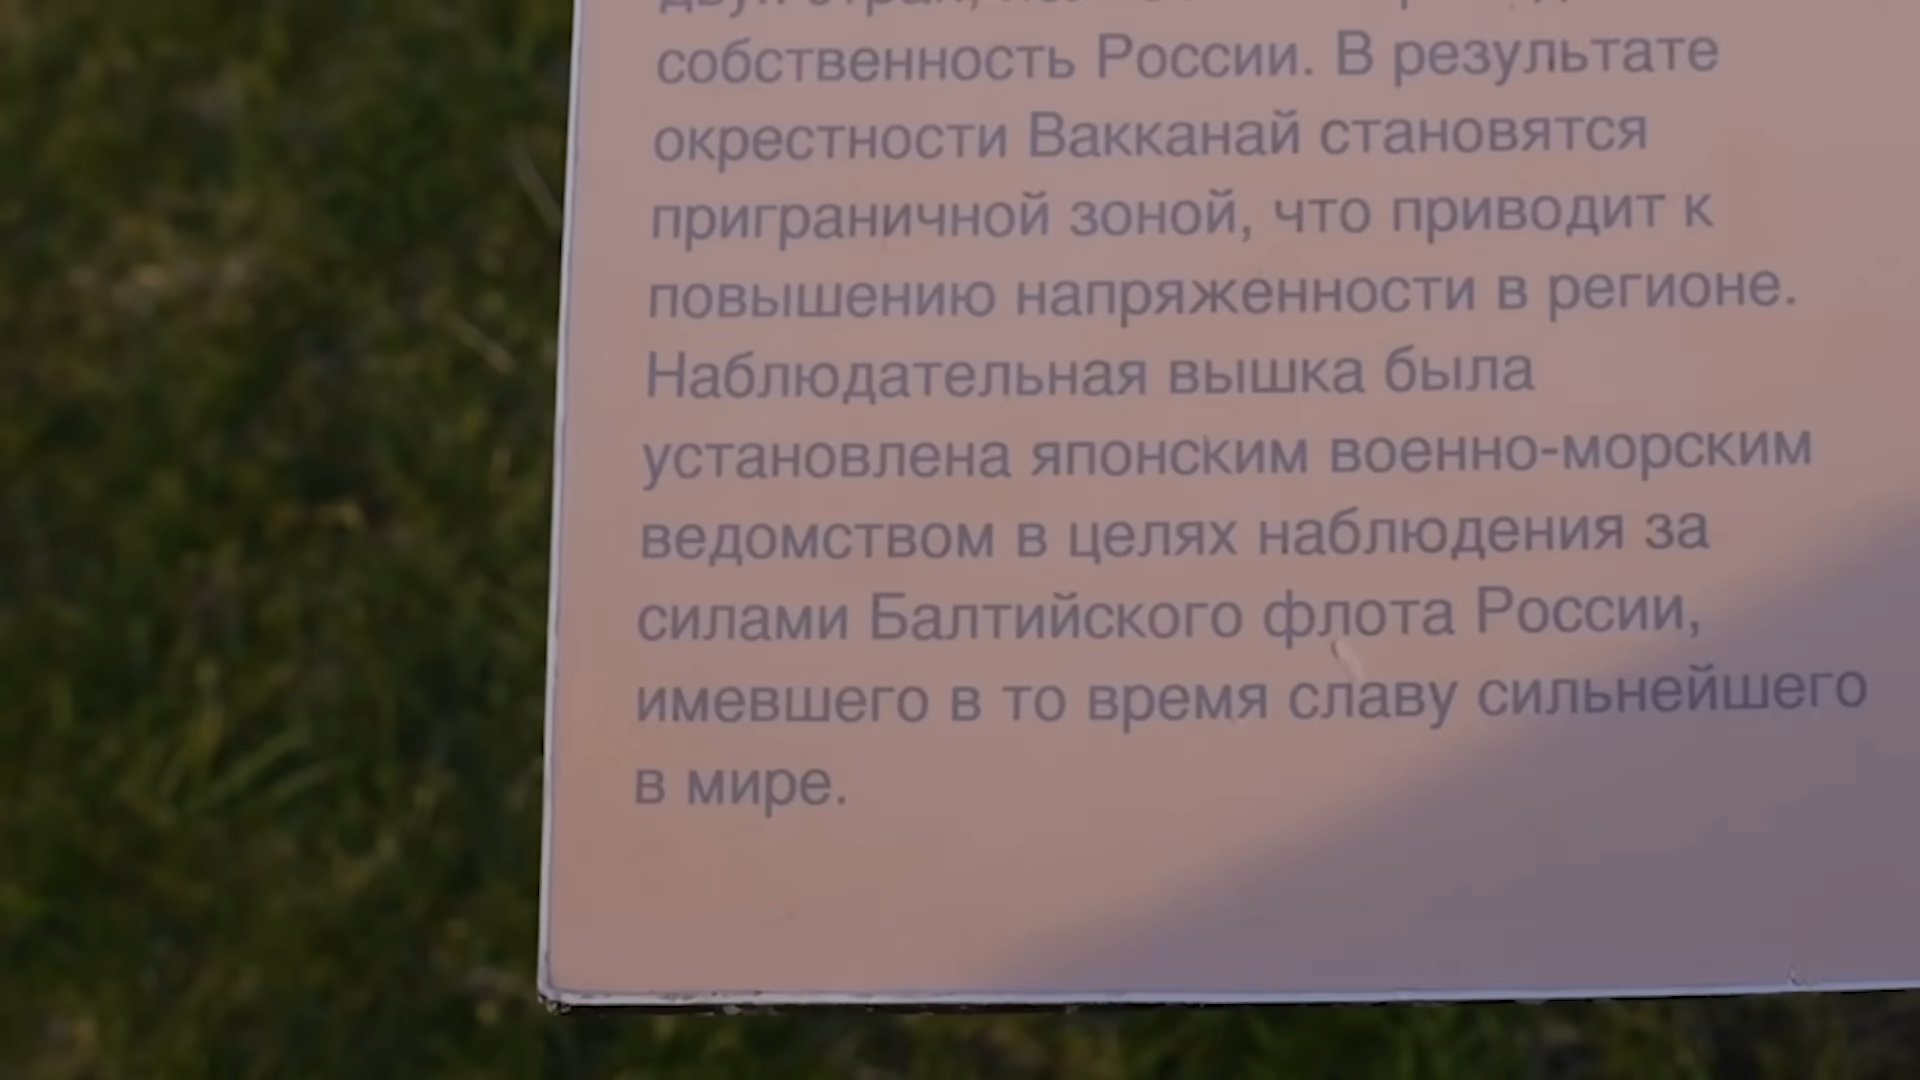 собственность России. В результате
окрестности Вакканай становятся
приграничной зоной, что приводит к
повышению напряженности в регионе.
Наблюдательная вышка была
установлена японским военно-морским
ведомством в целях наблюдения за
силами Балтийского флота России,
имевшего в то время славу сильнейшего
в мире.